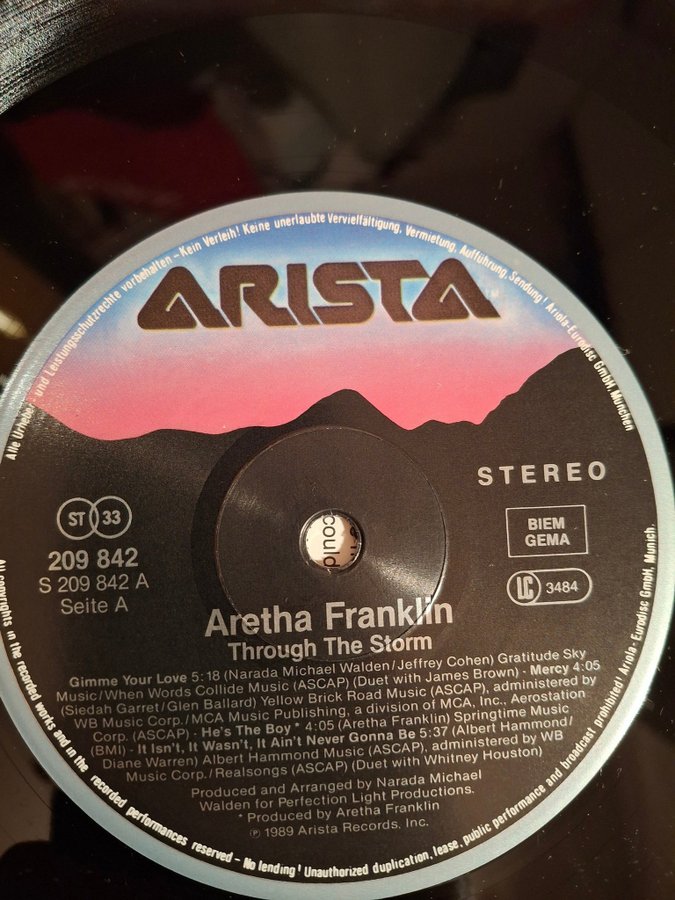 Alle Urheber- und Leistungsschutzrechte vorbehalten – Kein Verleih! Keine unerlaubte Vervielfältigung, Vermietung, Aufführung, Sendung! Ariola-Eurodisc GmbH, München
ARISTA
STEREO
ST 33
BIEM
GEMA
209 842
LC 3484
S 209 842 A
Seite A
could
Aretha Franklin
Through The Storm
Gimme Your Love 5:18 (Narada Michael Walden/Jeffrey Cohen) Gratitude Sky
Music/When Words Collide Music (ASCAP) (Duet with James Brown) - Mercy 4:05
(Siedah Garret/Glen Ballard) Yellow Brick Road Music (ASCAP), administered by
WB Music Corp./MCA Music Publishing, a division of MCA, Inc., Aerostation
Corp. (ASCAP) - He's The Boy * 4:05 (Aretha Franklin) Springtime Music
(BMI) - It Isn't, It Wasn't, It Ain't Never Gonna Be 5:37 (Albert Hammond/
Diane Warren) Albert Hammond Music (ASCAP), administered by WB
Music Corp./Realsongs (ASCAP) (Duet with Whitney Houston)
Produced and Arranged by Narada Michael
Walden for Perfection Light Productions.
* Produced by Aretha Franklin
℗ 1989 Arista Records, Inc.
copyrights in the recorded works and in the recorded performances reserved – No lending! Unauthorized duplication, lease, public performance and broadcast prohibited! Ariola-Eurodisc GmbH, Munich.